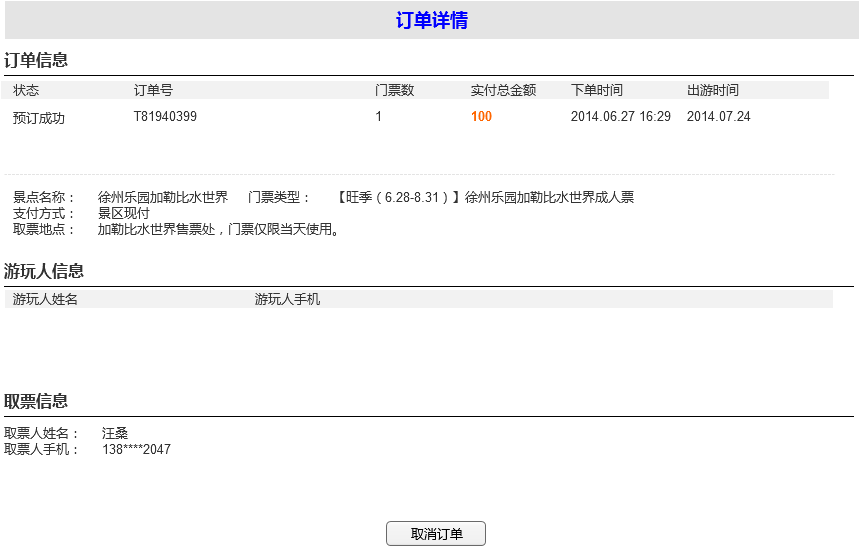 订单详情
订单信息
状态 订单号 门票数 实付总金额 下单时间 出游时间
预订成功 T81940399 1 100 2014.06.27 16:29 2014.07.24
景点名称： 徐州乐园加勒比水世界 门票类型： 【旺季（6.28-8.31）】徐州乐园加勒比水世界成人票
支付方式： 景区现付
取票地点： 加勒比水世界售票处，门票仅限当天使用。
游玩人信息
游玩人姓名 游玩人手机
取票信息
取票人姓名： 汪桑
取票人手机： 138****2047
取消订单